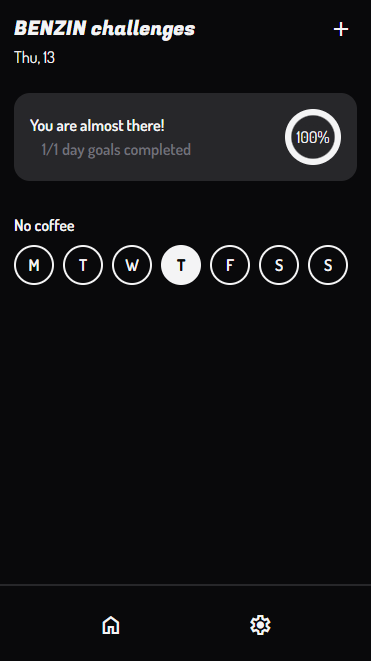 BENZIN challenges
Thu, 13
You are almost there!
1/1 day goals completed
100%
No coffee
M T W T F S S